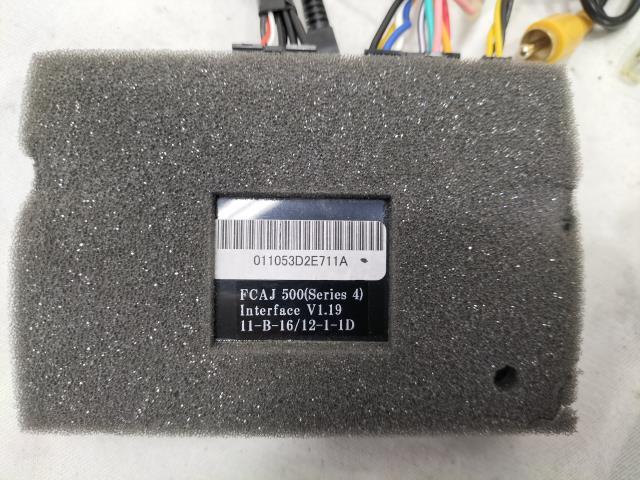 011053D2E711A
FCAJ 500(Series 4)
Interface V1.19
11-B-16/12-1-1D